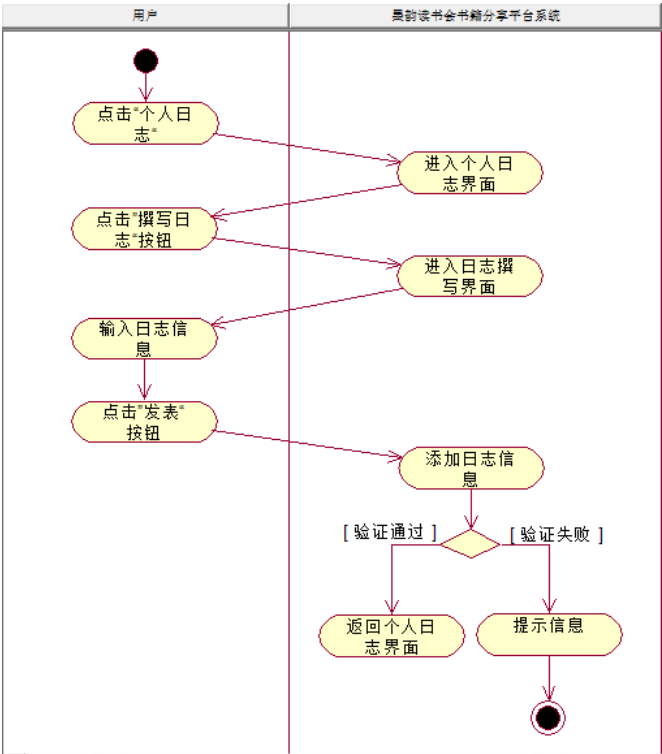 用户
墨韵读书会书籍分享平台系统
点击"个人日
志"
进入个人日
志界面
点击"撰写日
志"按钮
进入日志撰
写界面
输入日志信
息
点击"发表"
按钮
添加日志信
息
[ 验证通过 ]
[ 验证失败 ]
返回个人日
志界面
提示信息